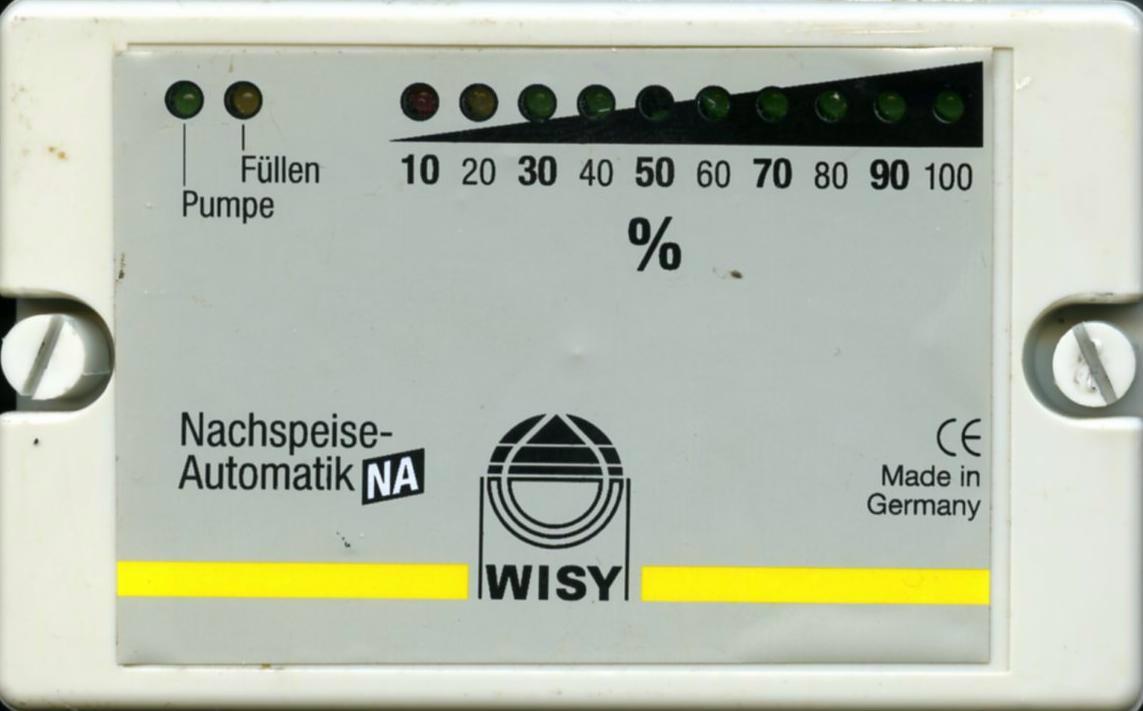 Füllen
Pumpe
10 20 30 40 50 60 70 80 90 100
%
Nachspeise-
Automatik NA
CE
Made in
Germany
WISY